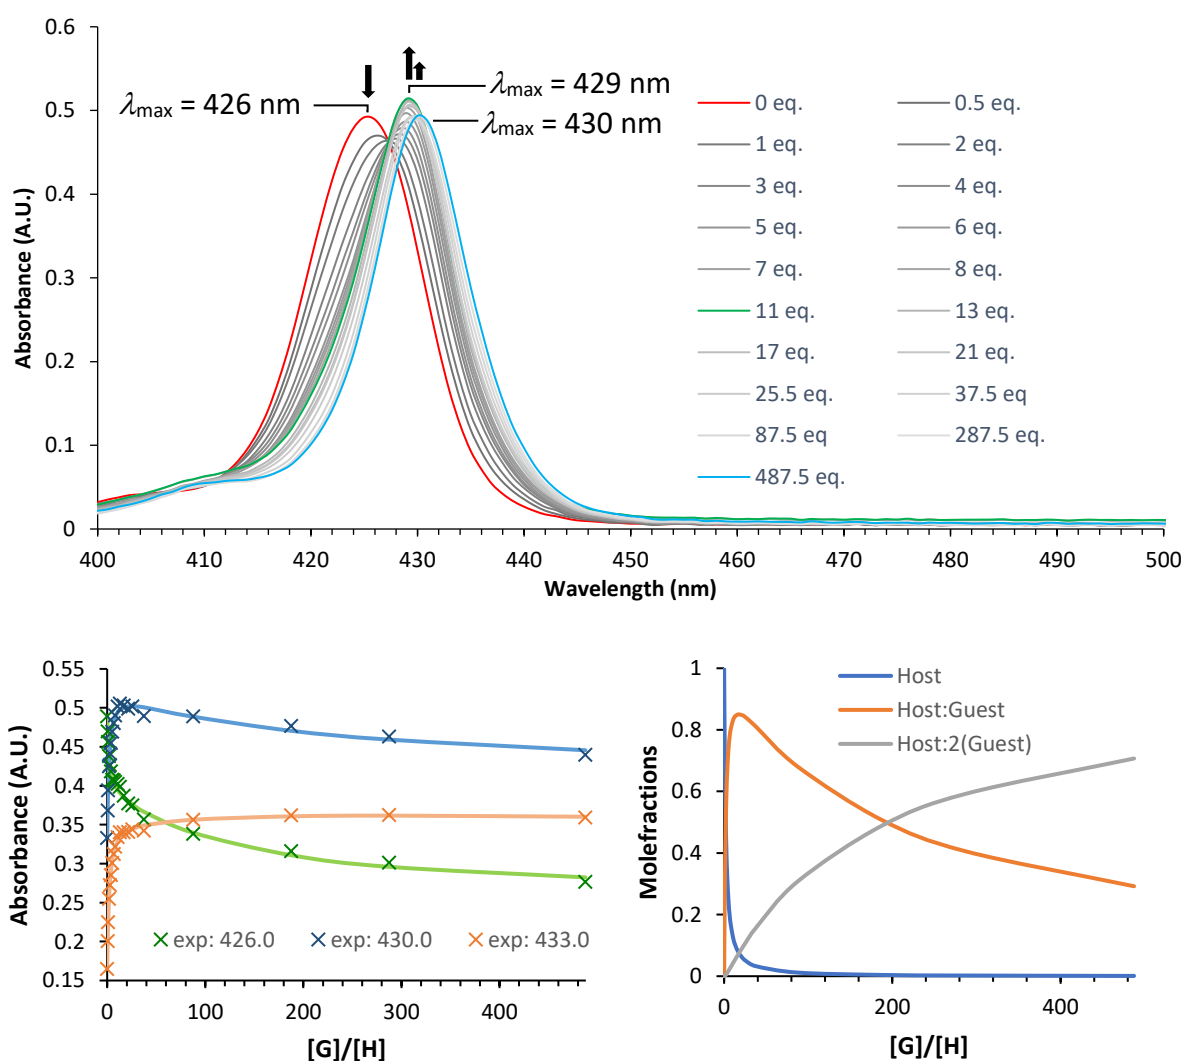 0.6
0.5
0.4
0.3
0.2
0.1
0
Absorbance (A.U.)
λmax = 426 nm
λmax = 429 nm
λmax = 430 nm
0 eq. 0.5 eq.
1 eq. 2 eq.
3 eq. 4 eq.
5 eq. 6 eq.
7 eq. 8 eq.
11 eq. 13 eq.
17 eq. 21 eq.
25.5 eq. 37.5 eq.
87.5 eq 287.5 eq.
487.5 eq.
400 410 420 430 440 450 460 470 480 490 500
Wavelength (nm)
0.55
0.5
0.45
0.4
0.35
0.3
0.25
0.2
0.15
Absorbance (A.U.)
exp: 426.0 exp: 430.0 exp: 433.0
0 100 200 300 400
[G]/[H]
1
0.8
0.6
0.4
0.2
0
Molefractions
Host
Host:Guest
Host:2(Guest)
0 200 400
[G]/[H]